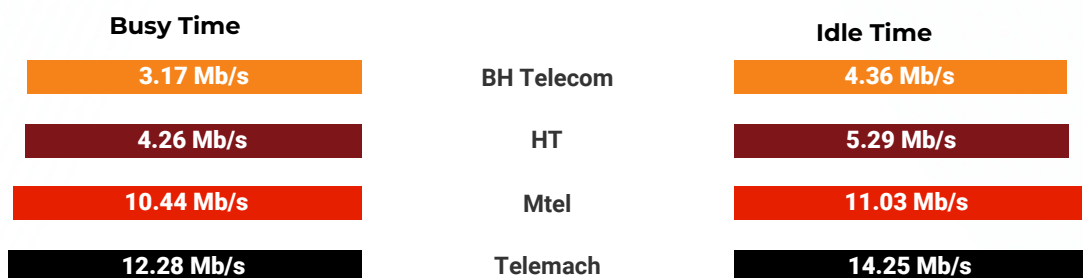 Busy Time
Idle Time
3.17 Mb/s
BH Telecom
4.36 Mb/s
4.26 Mb/s
HT
5.29 Mb/s
10.44 Mb/s
Mtel
11.03 Mb/s
12.28 Mb/s
Telemach
14.25 Mb/s